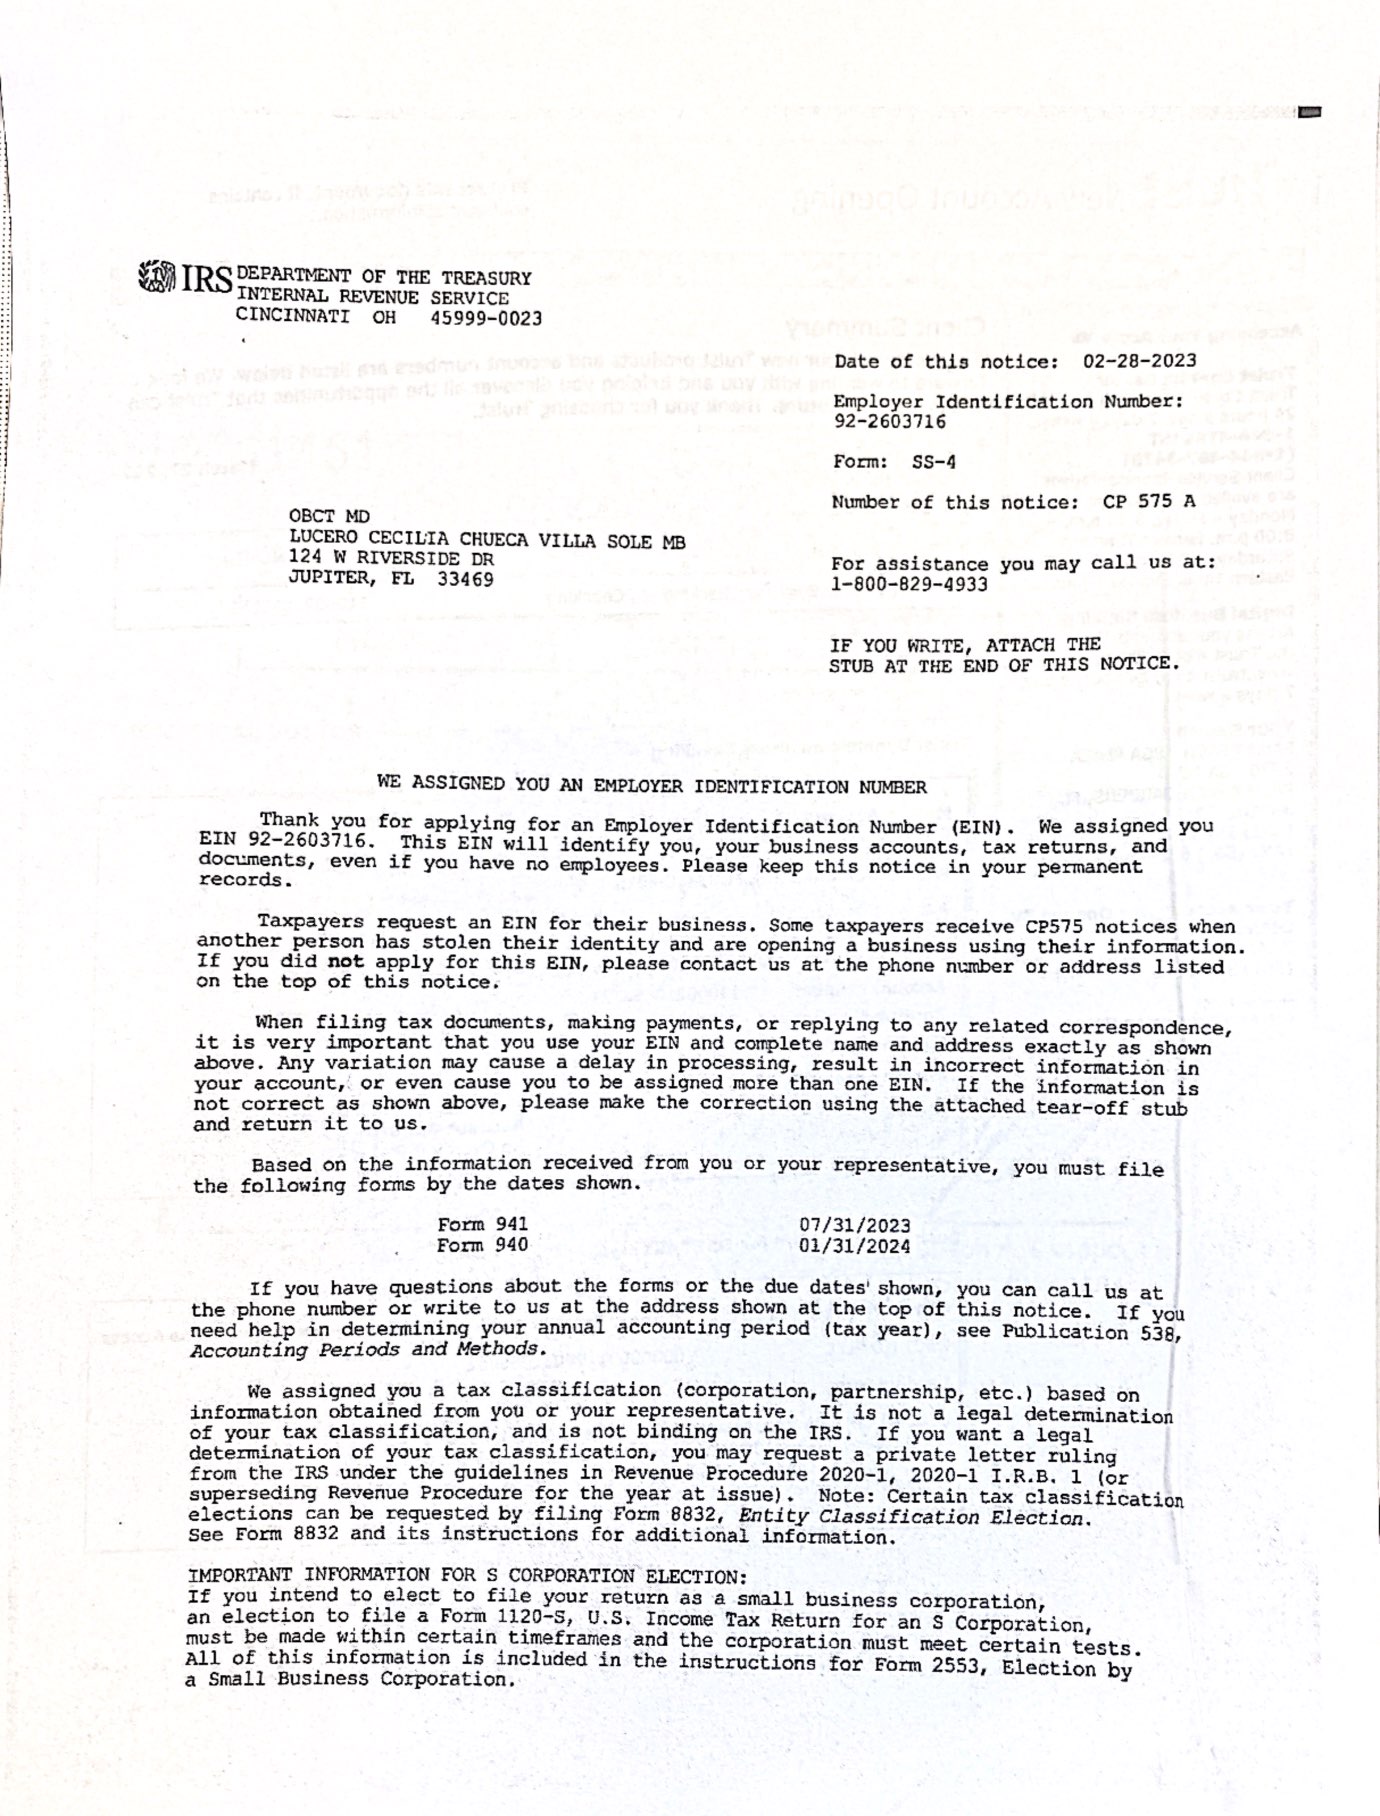 IRS DEPARTMENT OF THE TREASURY
INTERNAL REVENUE SERVICE
CINCINNATI OH 45999-0023
Date of this notice: 02-28-2023
Employer Identification Number:
92-2603716
Form: SS-4
Number of this notice: CP 575 A
OBCT MD
LUCERO CECILIA CHUECA VILLA SOLE MB
124 W RIVERSIDE DR
JUPITER, FL 33469
For assistance you may call us at:
1-800-829-4933
IF YOU WRITE, ATTACH THE
STUB AT THE END OF THIS NOTICE.
WE ASSIGNED YOU AN EMPLOYER IDENTIFICATION NUMBER
Thank you for applying for an Employer Identification Number (EIN). We assigned you
EIN 92-2603716. This EIN will identify you, your business accounts, tax returns, and
documents, even if you have no employees. Please keep this notice in your permanent
records.
Taxpayers request an EIN for their business. Some taxpayers receive CP575 notices when
another person has stolen their identity and are opening a business using their information.
If you did not apply for this EIN, please contact us at the phone number or address listed
on the top of this notice.
When filing tax documents, making payments, or replying to any related correspondence,
it is very important that you use your EIN and complete name and address exactly as shown
above. Any variation may cause a delay in processing, result in incorrect information in
your account, or even cause you to be assigned more than one EIN. If the information is
not correct as shown above, please make the correction using the attached tear-off stub
and return it to us.
Based on the information received from you or your representative, you must file
the following forms by the dates shown.
Form 941 07/31/2023
Form 940 01/31/2024
If you have questions about the forms or the due dates shown, you can call us at
the phone number or write to us at the address shown at the top of this notice. If you
need help in determining your annual accounting period (tax year), see Publication 538,
Accounting Periods and Methods.
We assigned you a tax classification (corporation, partnership, etc.) based on
information obtained from you or your representative. It is not a legal determination
of your tax classification, and is not binding on the IRS. If you want a legal
determination of your tax classification, you may request a private letter ruling
from the IRS under the guidelines in Revenue Procedure 2020-1, 2020-1 I.R.B. 1 (or
superseding Revenue Procedure for the year at issue). Note: Certain tax classification
elections can be requested by filing Form 8832, Entity Classification Election.
See Form 8832 and its instructions for additional information.
IMPORTANT INFORMATION FOR S CORPORATION ELECTION:
If you intend to elect to file your return as a small business corporation,
an election to file a Form 1120-S, U.S. Income Tax Return for an S Corporation,
must be made within certain timeframes and the corporation must meet certain tests.
All of this information is included in the instructions for Form 2553, Election by
a Small Business Corporation.